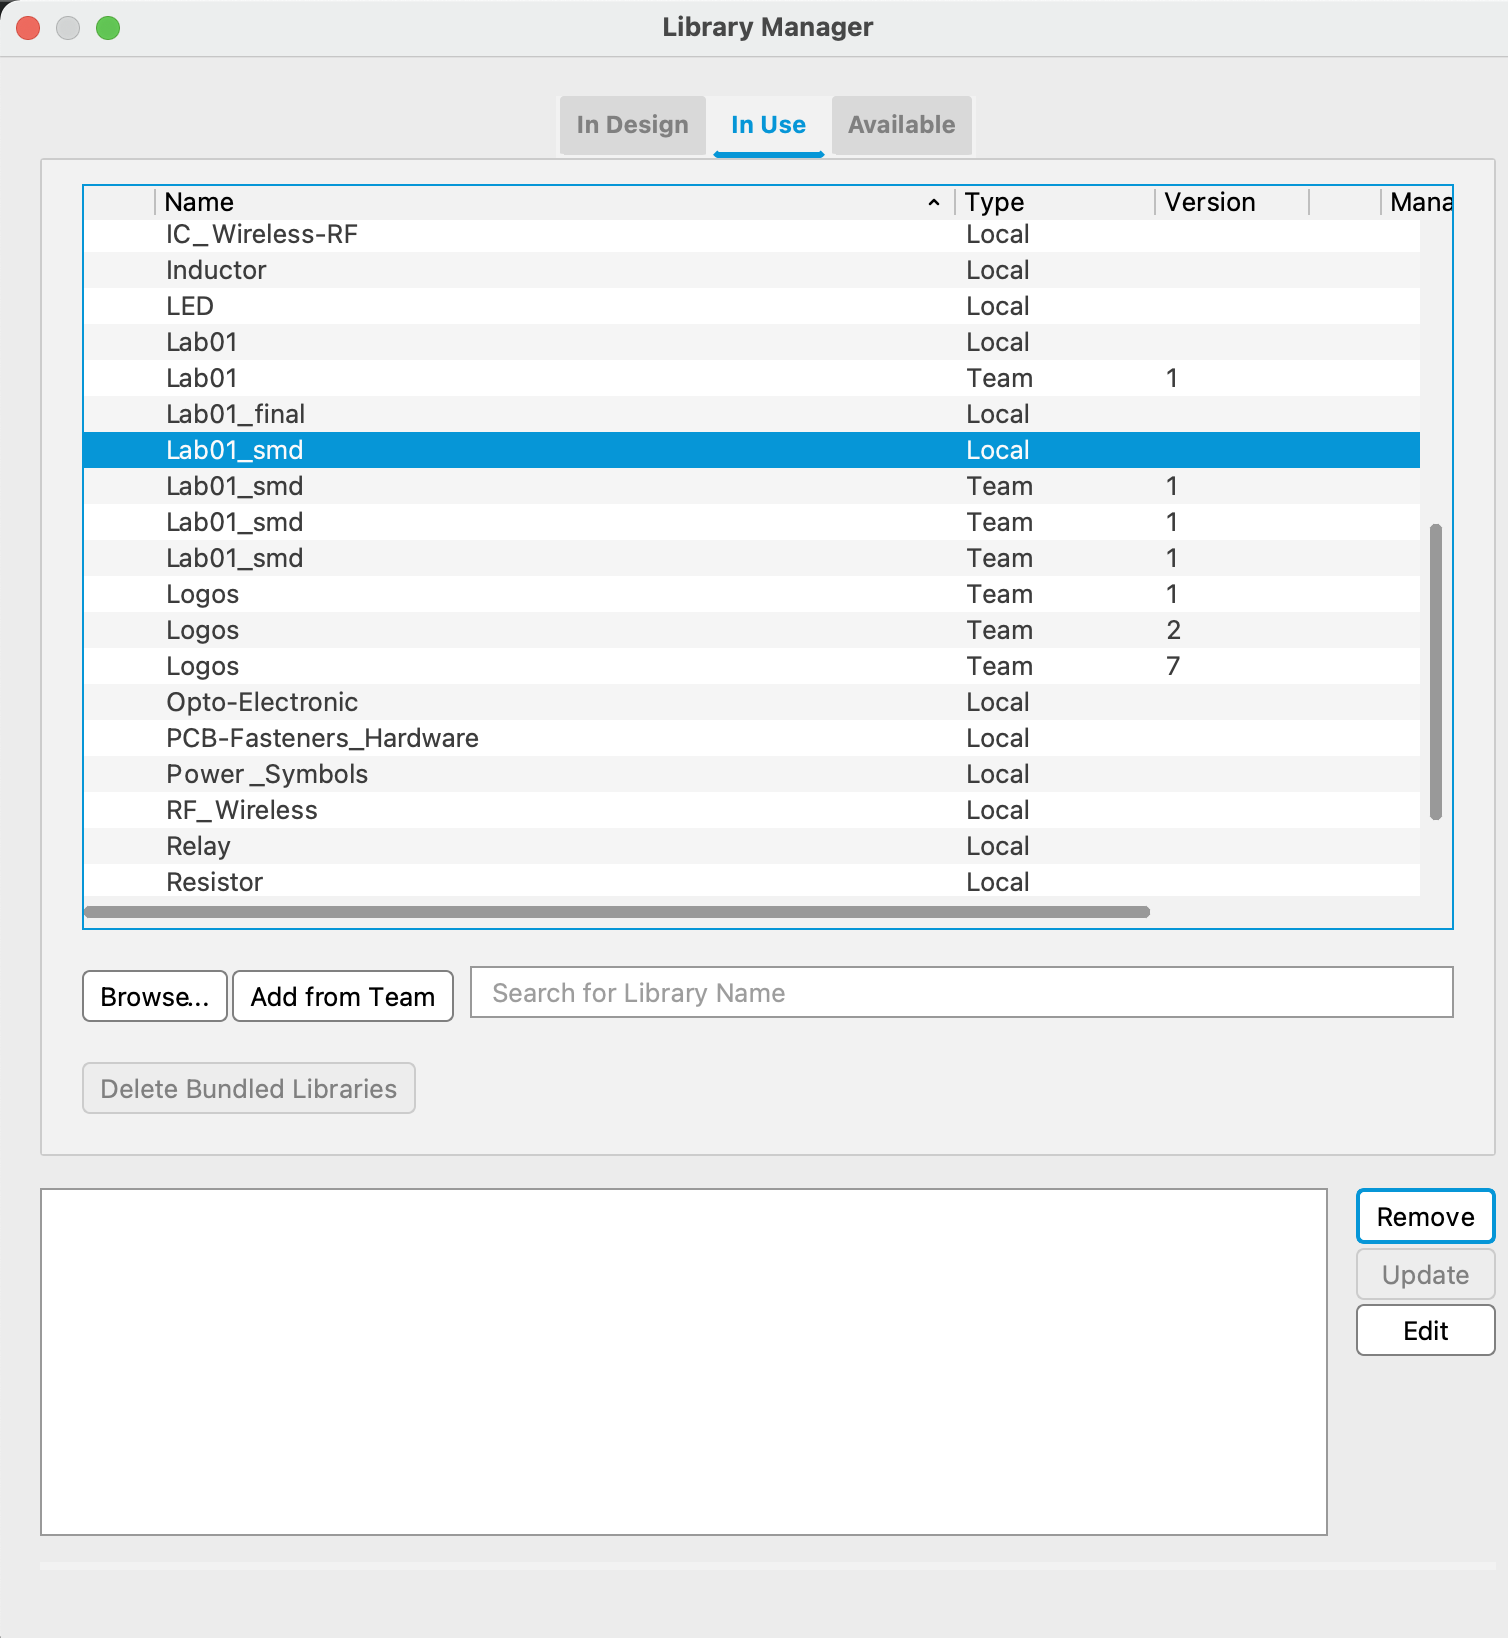 Library Manager
In Design In Use Available
Name Type Version Mana
IC_Wireless-RF Local
Inductor Local
LED Local
Lab01 Local
Lab01 Team 1
Lab01_final Local
Lab01_smd Local
Lab01_smd Team 1
Lab01_smd Team 1
Lab01_smd Team 1
Logos Team 1
Logos Team 2
Logos Team 7
Opto-Electronic Local
PCB-Fasteners_Hardware Local
Power_Symbols Local
RF_Wireless Local
Relay Local
Resistor Local
Browse... Add from Team Search for Library Name
Delete Bundled Libraries
Remove
Update
Edit